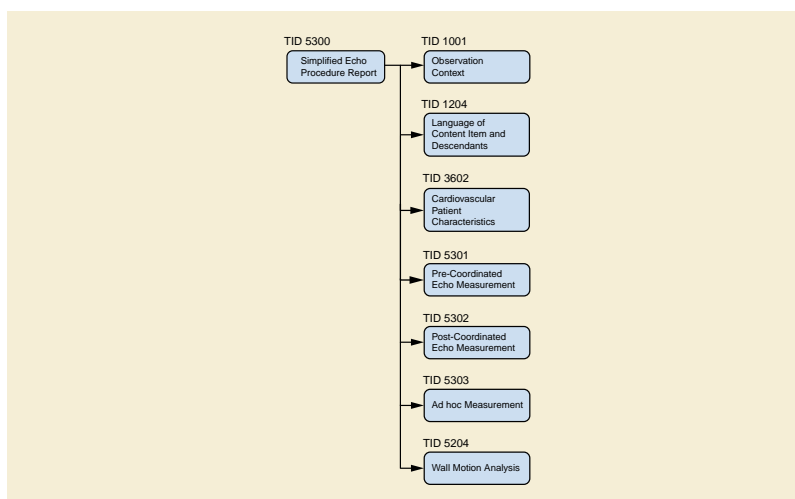 TID 5300
Simplified Echo
Procedure Report
TID 1001
Observation
Context
TID 1204
Language of
Content Item and
Descendants
TID 3602
Cardiovascular
Patient
Characteristics
TID 5301
Pre-Coordinated
Echo Measurement
TID 5302
Post-Coordinated
Echo Measurement
TID 5303
Ad hoc Measurement
TID 5204
Wall Motion Analysis